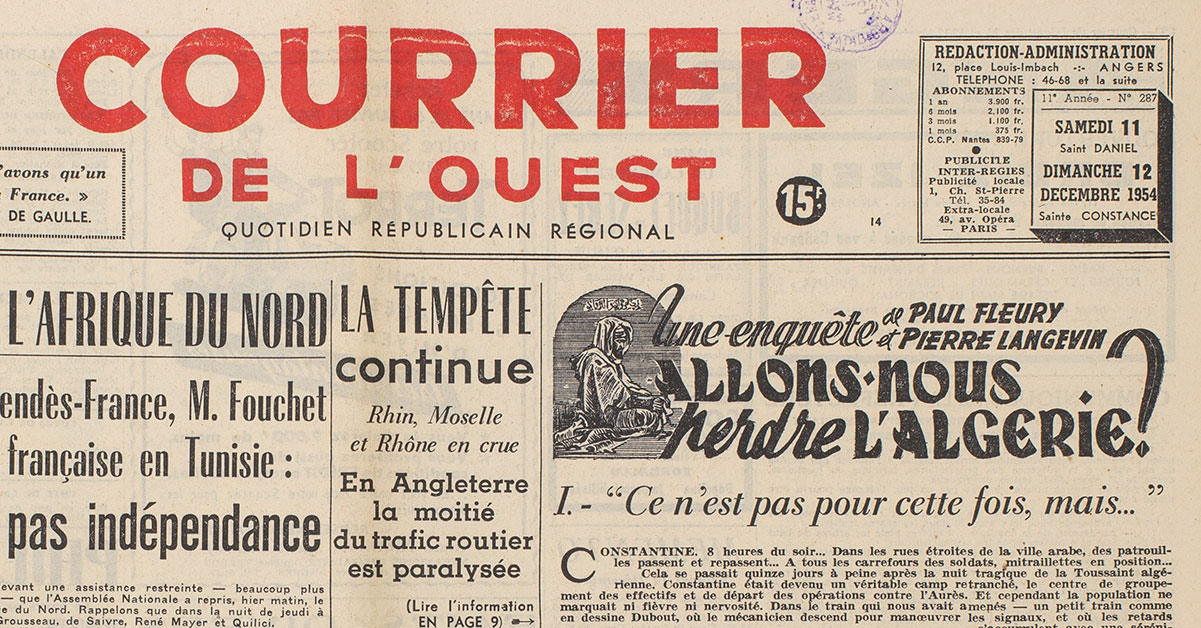 COURRIER
DE L'OUEST
QUOTIDIEN RÉPUBLICAIN RÉGIONAL
15F
14
REDACTION-ADMINISTRATION
12, place Louis-Imbach -:- ANGERS
TELEPHONE : 46-68 et la suite
ABONNEMENTS
1 an 3.900 fr.
6 mois 2.100 fr.
3 mois 1.100 fr.
1 mois 375 fr.
C.C.P. Nantes 839-79
PUBLICITE
INTER-REGIES
Publicité locale
1, Ch. St-Pierre
Tél. 35-84
Extra-locale
49, av. Opéra
— PARIS —
11e Année - N° 287
SAMEDI 11
Saint DANIEL
DIMANCHE 12
DECEMBRE 1954
Sainte CONSTANCE
'avons qu'un
France. »
DE GAULLE.
L'AFRIQUE DU NORD
endès-France, M. Fouchet
française en Tunisie :
pas indépendance
evant une assistance restreinte — beaucoup plus
— que l'Assemblée Nationale a repris, hier matin, le
e du Nord. Rappelons que dans la nuit de jeudi à
Grousseau, de Saivre, René Mayer et Quilici.
LA TEMPÊTE
continue
Rhin, Moselle
et Rhône en crue
En Angleterre
la moitié
du trafic routier
est paralysée
(Lire l'information
EN PAGE 9)
Une enquête de PAUL FLEURY
et PIERRE LANGEVIN
ALLONS-NOUS
perdre L'ALGERIE?
I. - "Ce n'est pas pour cette fois, mais..."
CONSTANTINE. 8 heures du soir... Dans les rues étroites de la ville arabe, des patrouil-
les passent et repassent... A tous les carrefours des soldats, mitraillettes en position...
Cela se passait quinze jours à peine après la nuit tragique de la Toussaint algé-
rienne. Constantine était devenu un véritable camp retranché, le centre de groupe-
ment des effectifs et de départ des opérations contre l'Aurès. Et cependant la population ne
marquait ni fièvre ni nervosité. Dans le train qui nous avait amenés — un petit train comme
en dessine Dubout, où le mécanicien descend pour manœuvrer les signaux, et où les retards